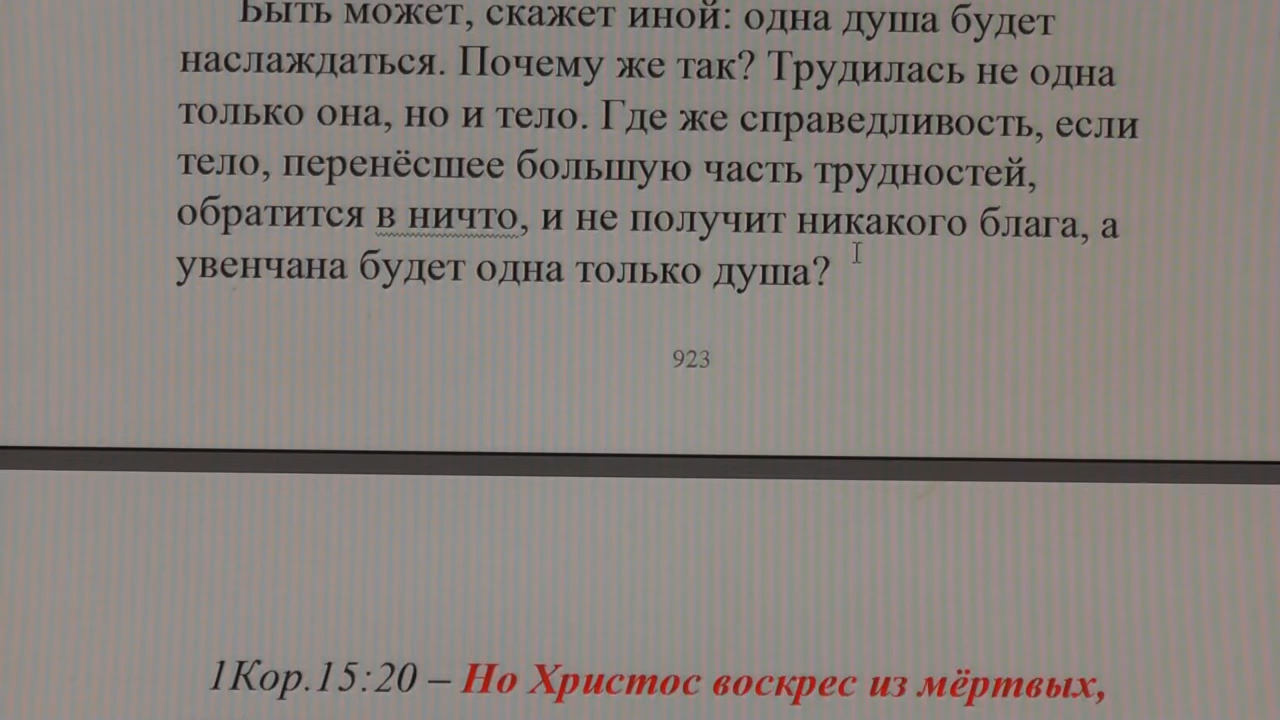 Быть может, скажет иной: одна душа будет
наслаждаться. Почему же так? Трудилась не одна
только она, но и тело. Где же справедливость, если
тело, перенёсшее большую часть трудностей,
обратится в ничто, и не получит никакого блага, а
увенчана будет одна только душа?
923
1Кор.15:20 – Но Христос воскрес из мёртвых,